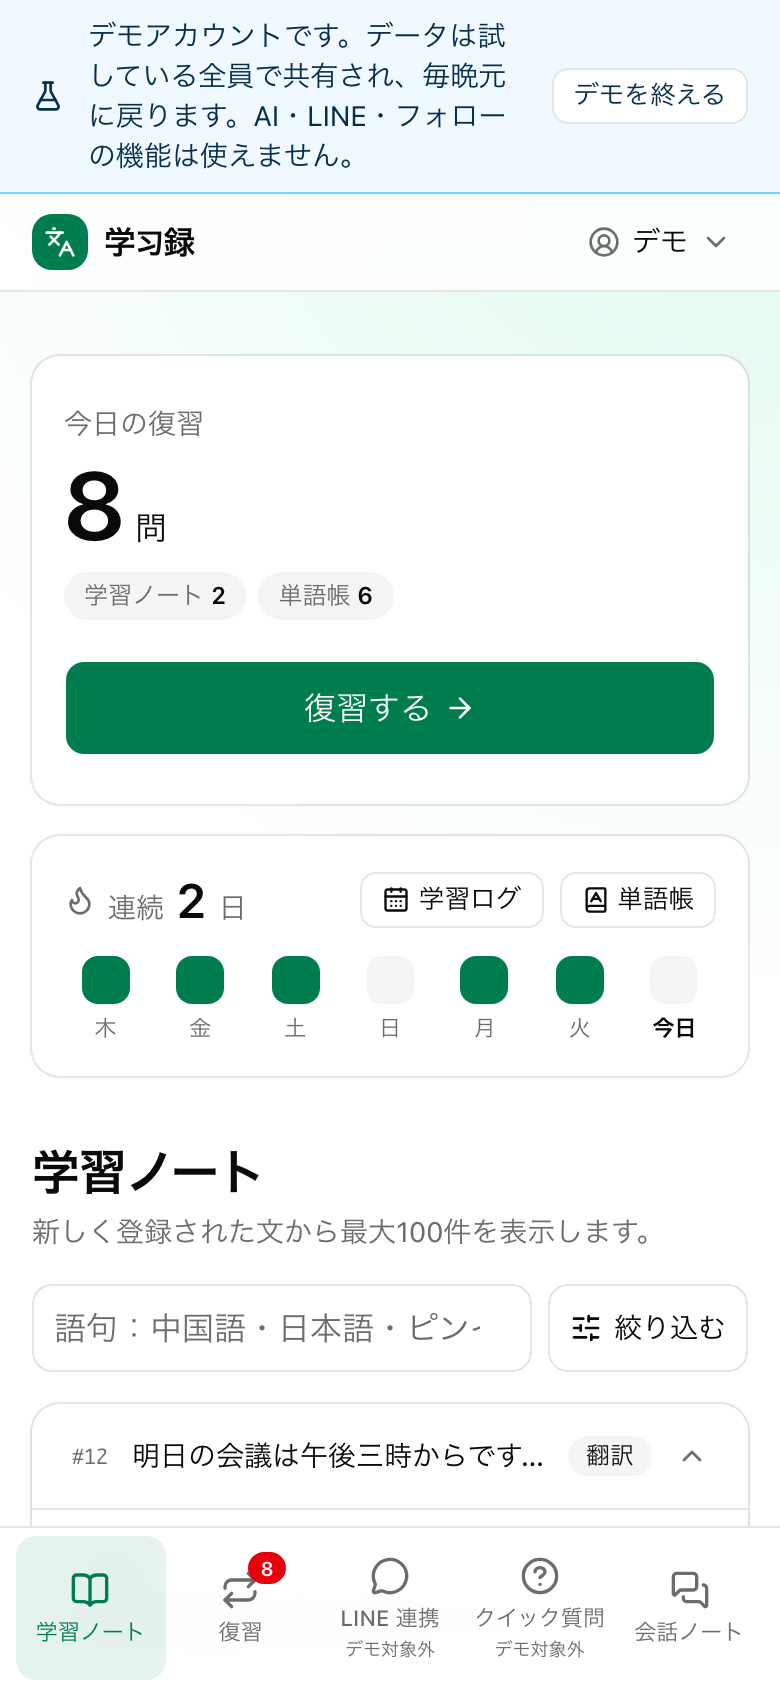 デモアカウントです。データは試
している全員で共有され、毎晩元
に戻ります。AI・LINE・フォロー
の機能は使えません。
デモを終える
学习録
デモ
今日の復習
8 問
学習ノート 2
単語帳 6
復習する →
連続 2 日
学習ログ
単語帳
木 金 土 日 月 火 今日
学習ノート
新しく登録された文から最大100件を表示します。
語句：中国語・日本語・ピン
絞り込む
#12 明日の会議は午後三時からです... 翻訳
学習ノート
8
復習
LINE 連携
デモ対象外
クイック質問
デモ対象外
会話ノート